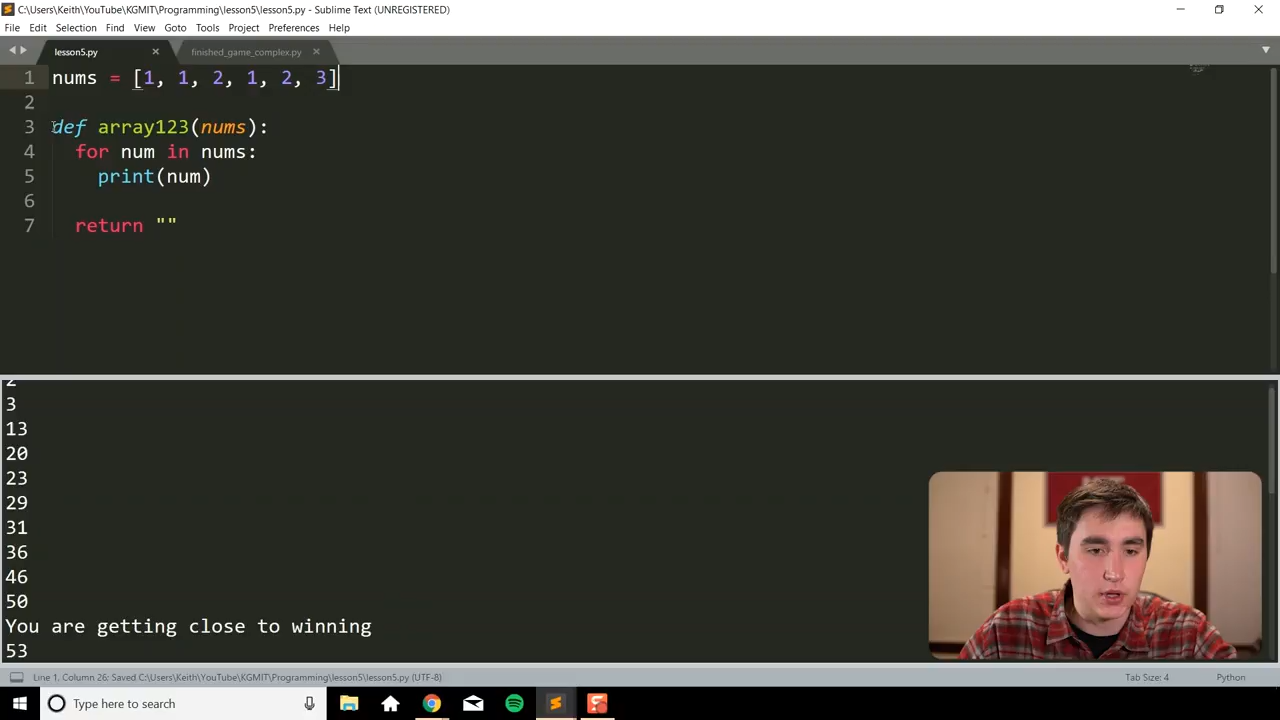 C:\Users\Keith\YouTube\KGMIT\Programming\lesson5\lesson5.py - Sublime Text (UNREGISTERED)
File Edit Selection Find View Goto Tools Project Preferences Help
lesson5.py finished_game_complex.py
1 nums = [1, 1, 2, 1, 2, 3]
2
3 def array123(nums):
4 for num in nums:
5 print(num)
6
7 return ""
2
3
13
20
23
29
31
36
46
50
You are getting close to winning
53
Line 1, Column 26: Saved C:\Users\Keith\YouTube\KGMIT\Programming\lesson5\lesson5.py (UTF-8) Tab Size: 4 Python
Type here to search